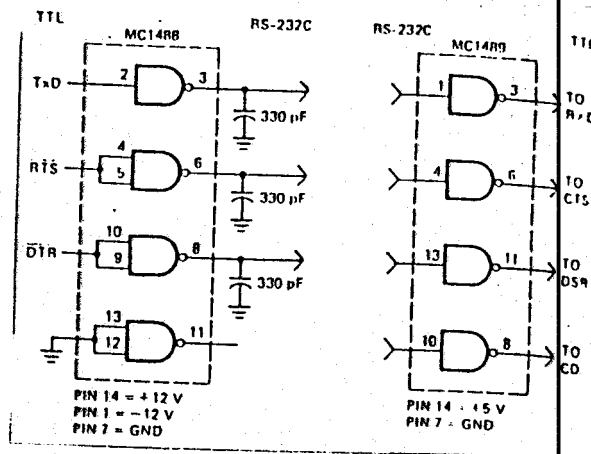 TTL
MC1488
RS-232C
TxD
2
3
330 pF
RTS
4
5
6
330 pF
DTR
10
9
8
330 pF
13
12
11
PIN 14 = +12 V
PIN 1 = -12 V
PIN 7 = GND
RS-232C
MC1489
1
3
TO
RxD
4
6
TO
CTS
13
11
TO
DSR
10
8
TO
CD
PIN 14 = +5 V
PIN 7 = GND